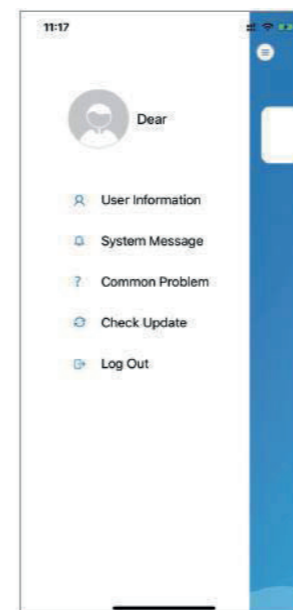 11:17
Dear
User Information
System Message
? Common Problem
Check Update
Log Out